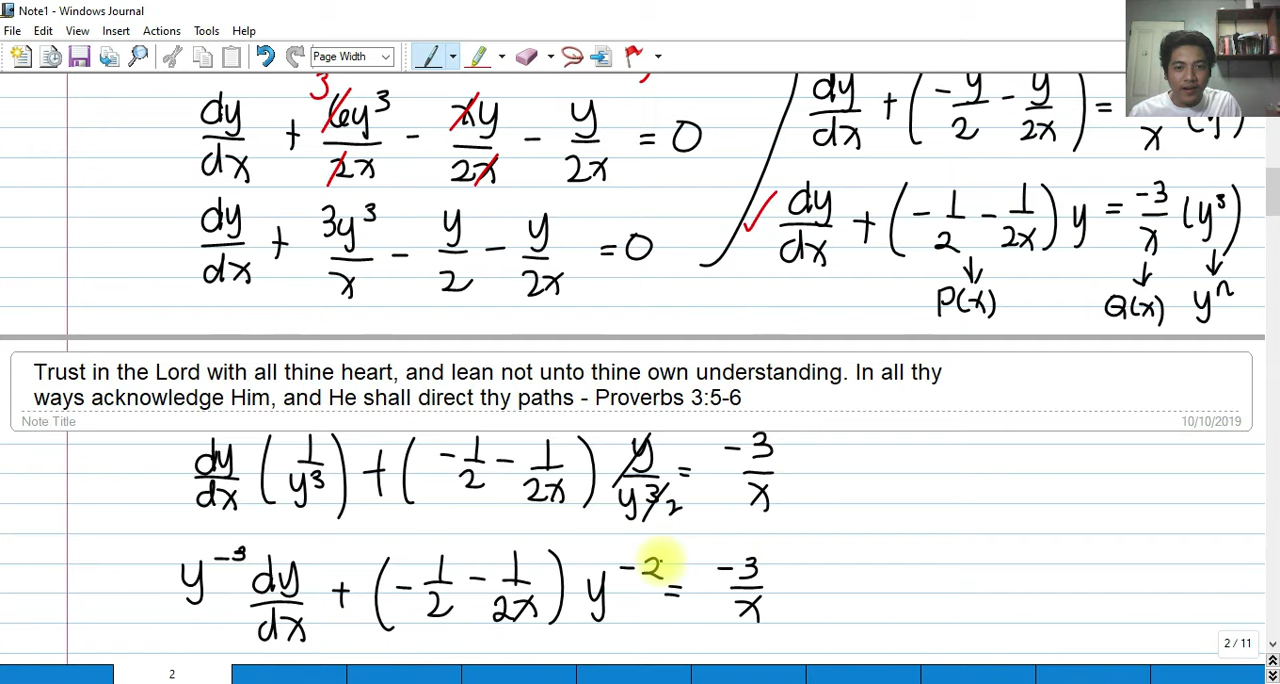 Note1 - Windows Journal
File Edit View Insert Actions Tools Help
Page Width
dy/dx + 6y³/2x - xy/2x - y/2x = 0
3
dy/dx + 3y³/x - y/2 - y/2x = 0
dy/dx + (-y/2 - y/2x) =
x (y³)
dy/dx + (-1/2 - 1/2x) y = -3/x (y³)
P(x) Q(x) yⁿ
Trust in the Lord with all thine heart, and lean not unto thine own understanding. In all thy
ways acknowledge Him, and He shall direct thy paths - Proverbs 3:5-6
Note Title 10/10/2019
dy/dx (1/y³) + (-1/2 - 1/2x) y/y³ = -3/x
2
y⁻³ dy/dx + (-1/2 - 1/2x) y⁻² = -3/x
2 / 11
2